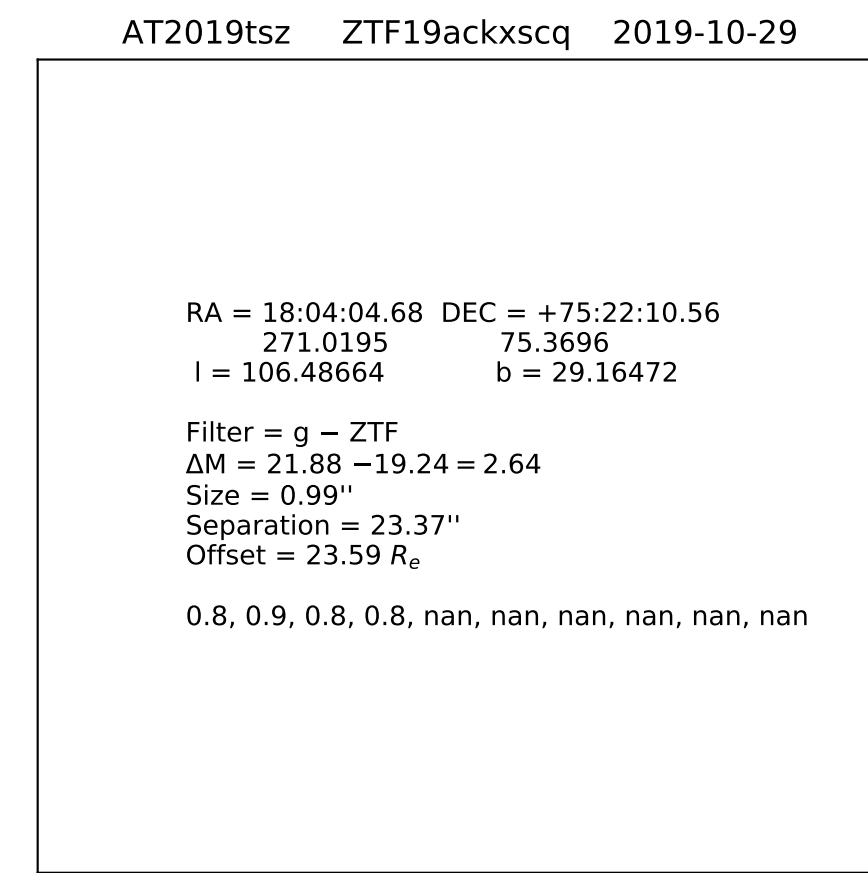 AT2019tsz ZTF19ackxscq 2019-10-29
RA = 18:04:04.68 DEC = +75:22:10.56
271.0195 75.3696
l = 106.48664 b = 29.16472
Filter = g − ZTF
ΔM = 21.88 −19.24 = 2.64
Size = 0.99''
Separation = 23.37''
Offset = 23.59 Re
0.8, 0.9, 0.8, 0.8, nan, nan, nan, nan, nan, nan